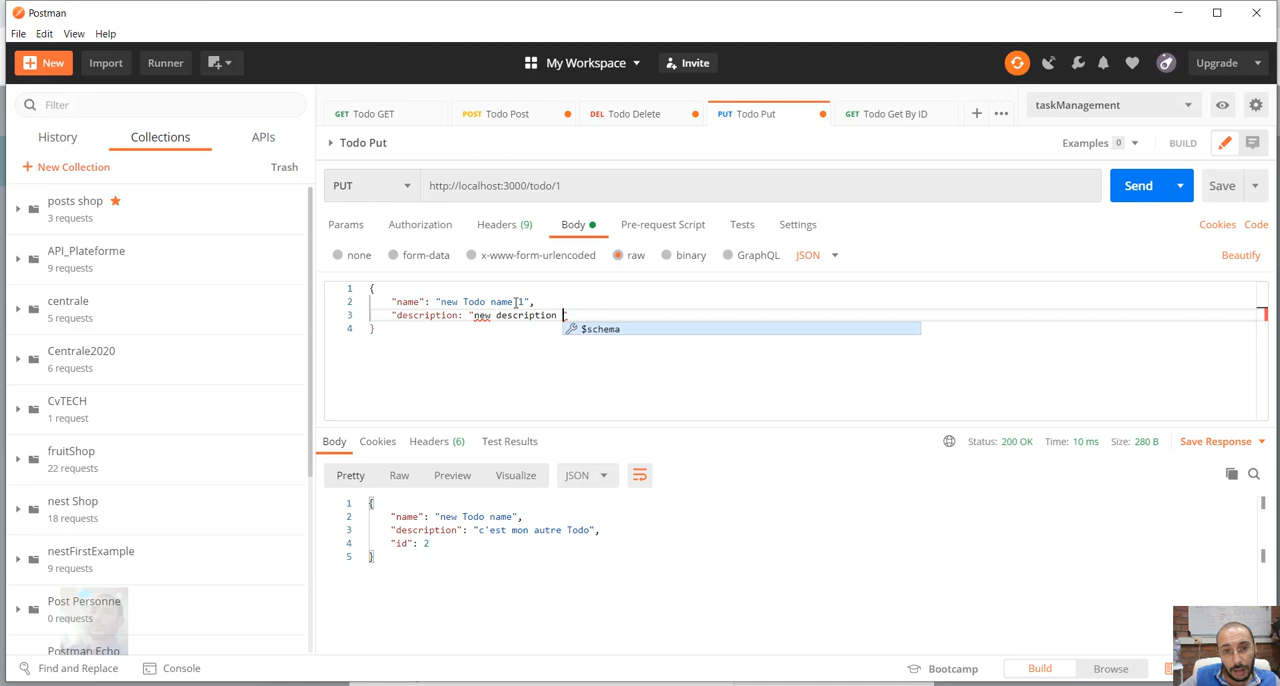 Postman
File Edit View Help
New Import Runner My Workspace Invite Upgrade
Filter
History Collections APIs
New Collection Trash
posts shop
3 requests
API_Plateforme
9 requests
centrale
8 requests
Centrale2020
6 requests
CvTECH
1 request
fruitShop
22 requests
nest Shop
18 requests
nestFirstExample
9 requests
Post Personne
0 requests
Postman Echo
GET Todo GET POST Todo Post DEL Todo Delete PUT Todo Put GET Todo Get By ID taskManagement
Todo Put Examples 0 BUILD
PUT http://localhost:3000/todo/1 Send Save
Params Authorization Headers (9) Body Pre-request Script Tests Settings Cookies Code
none form-data x-www-form-urlencoded raw binary GraphQL JSON Beautify
1 {
2 "name": "new Todo name 1",
3 "description: "new description "
$schema
4 }
Body Cookies Headers (6) Test Results Status: 200 OK Time: 10 ms Size: 280 B Save Response
Pretty Raw Preview Visualize JSON
1 {
2 "name": "new Todo name",
3 "description": "c'est mon autre Todo",
4 "id": 2
5 }
Find and Replace Console Bootcamp Build Browse